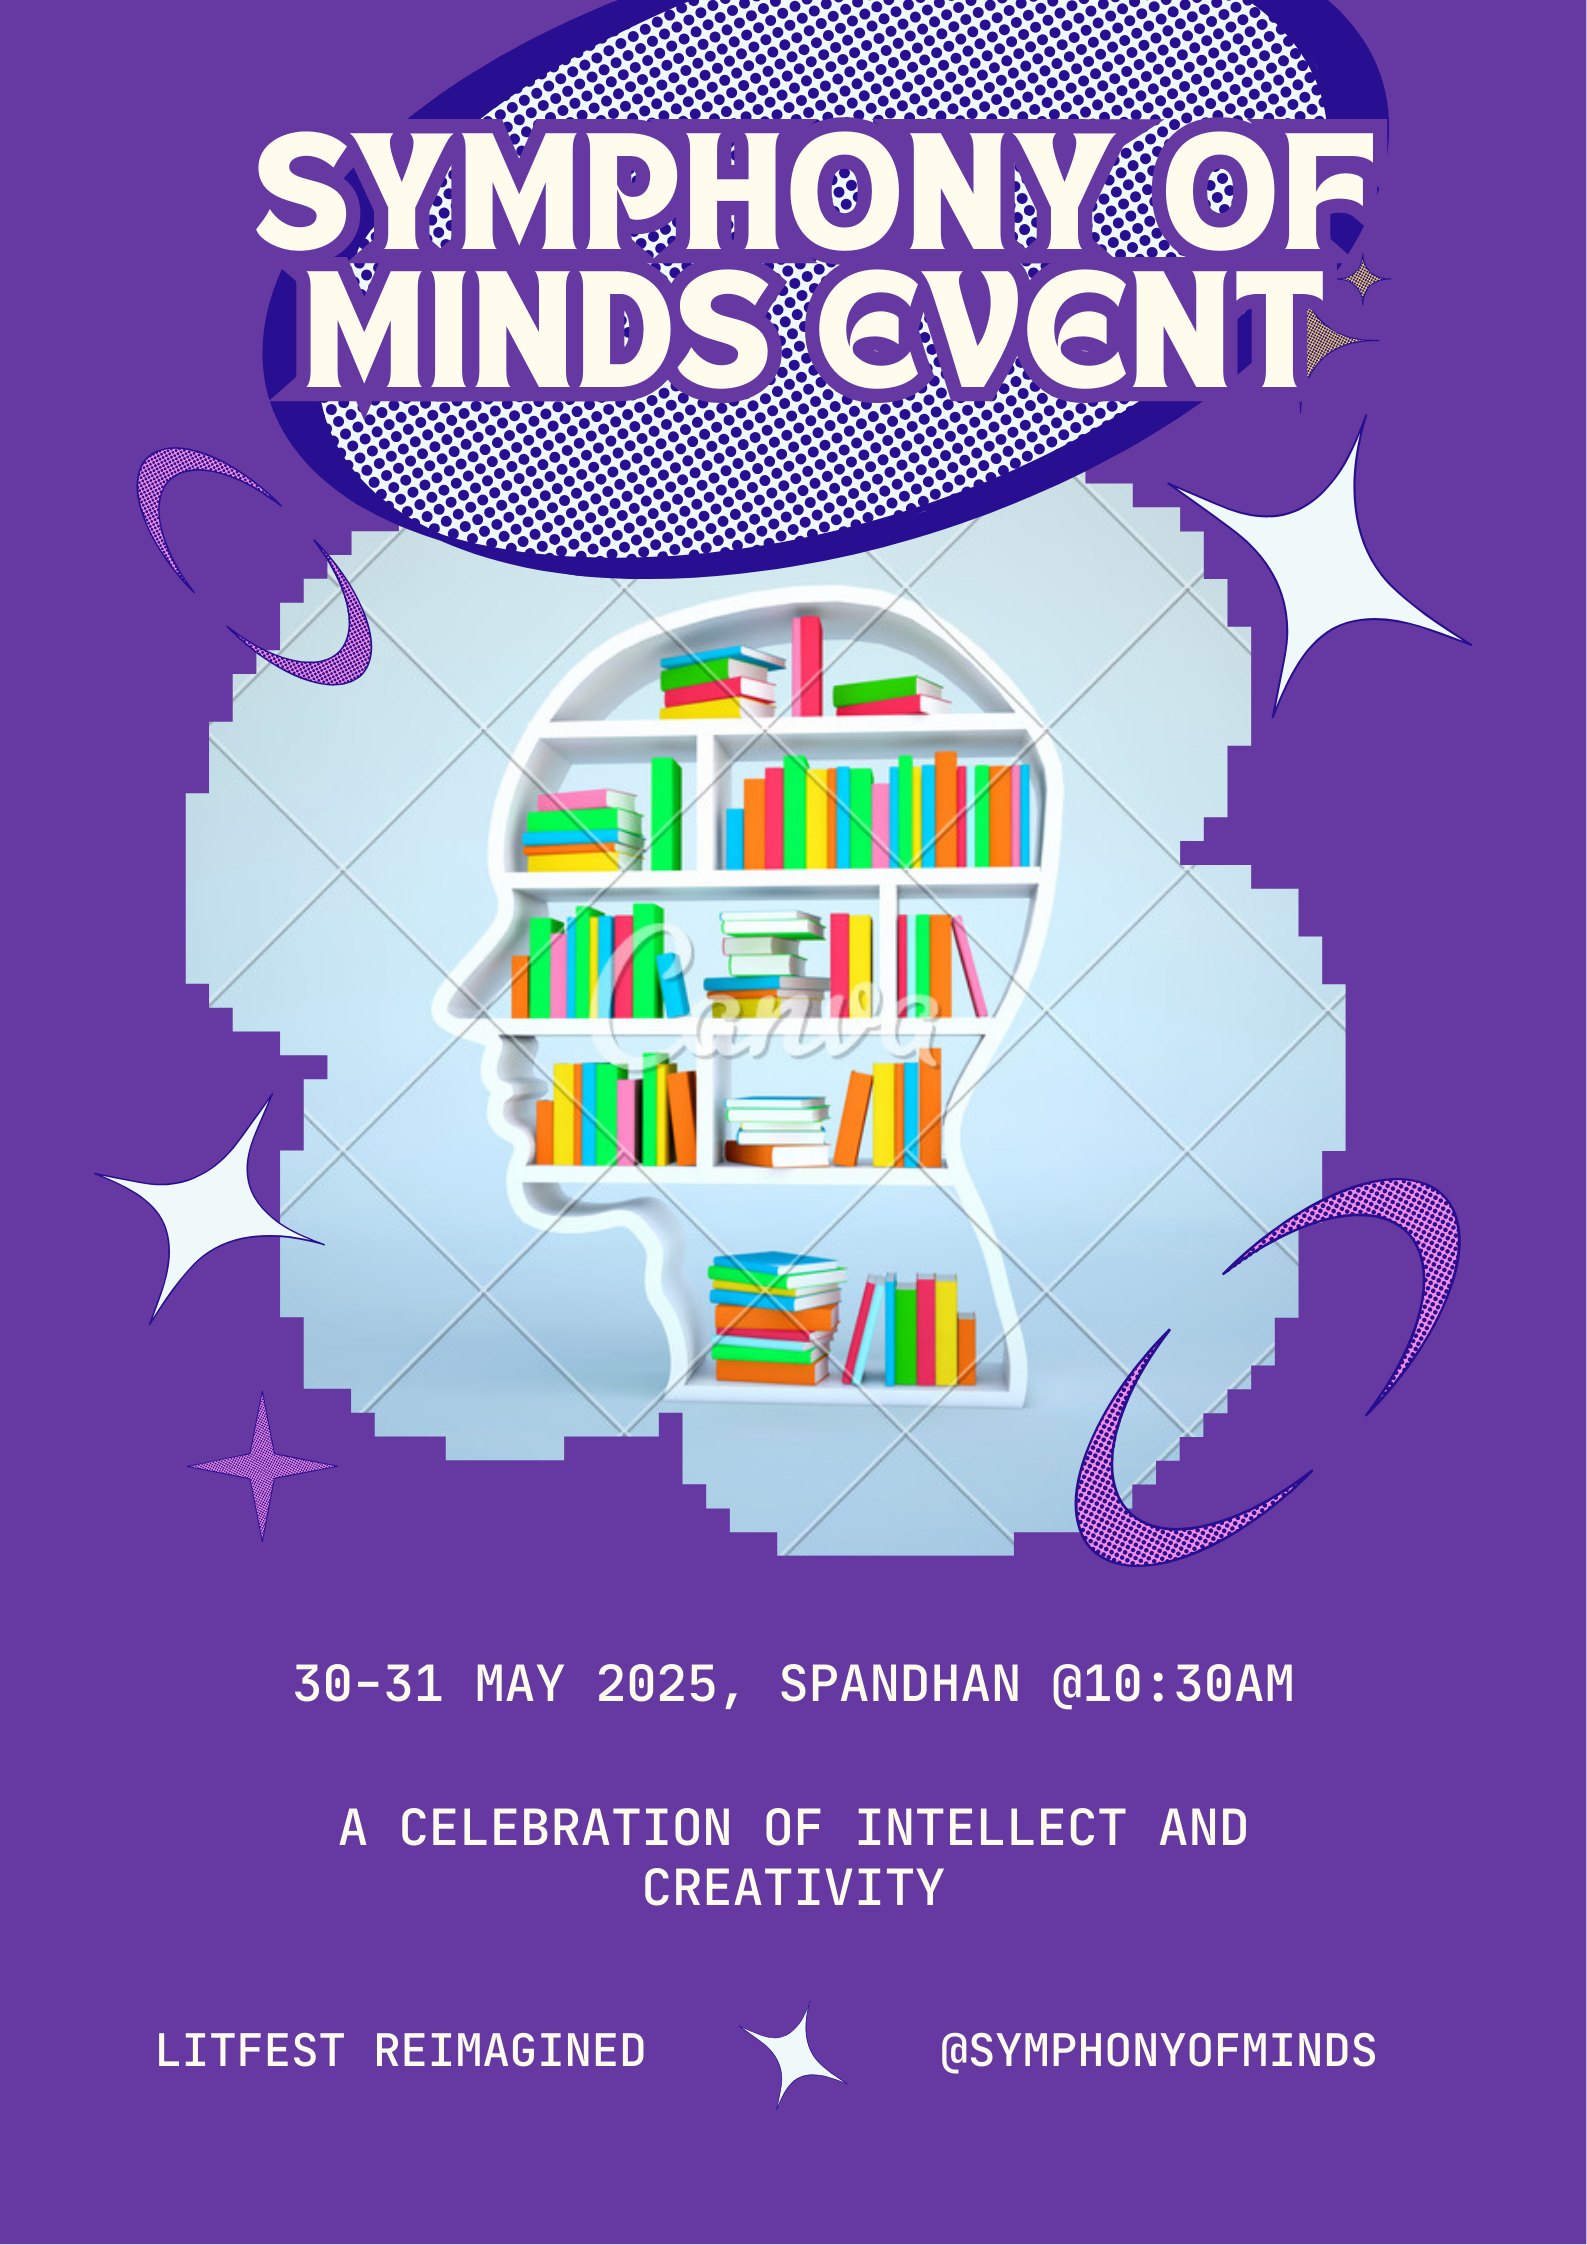 SYMPHONY OF
MINDS EVENT
Canva
30-31 MAY 2025, SPANDHAN @10:30AM
A CELEBRATION OF INTELLECT AND
CREATIVITY
LITFEST REIMAGINED
@SYMPHONYOFMINDS